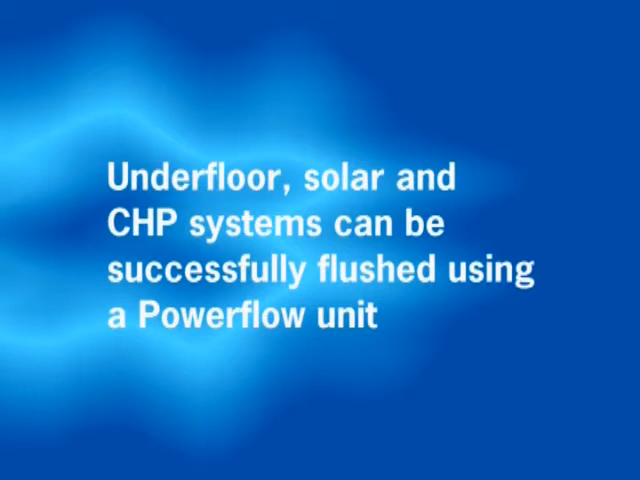 Underfloor, solar and
CHP systems can be
successfully flushed using
a Powerflow unit